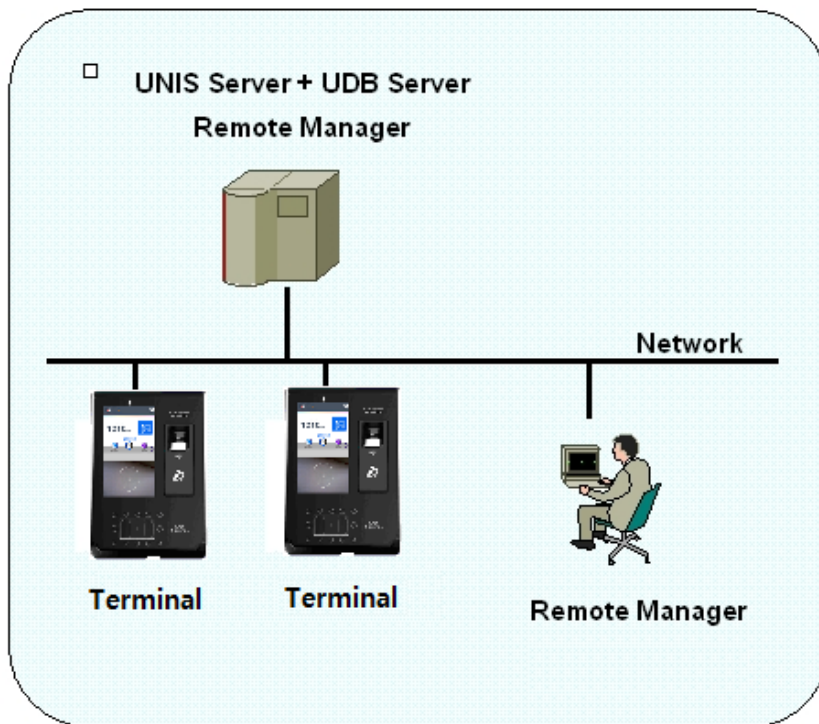 UNIS Server + UDB Server
Remote Manager
Network
Terminal
Terminal
Remote Manager